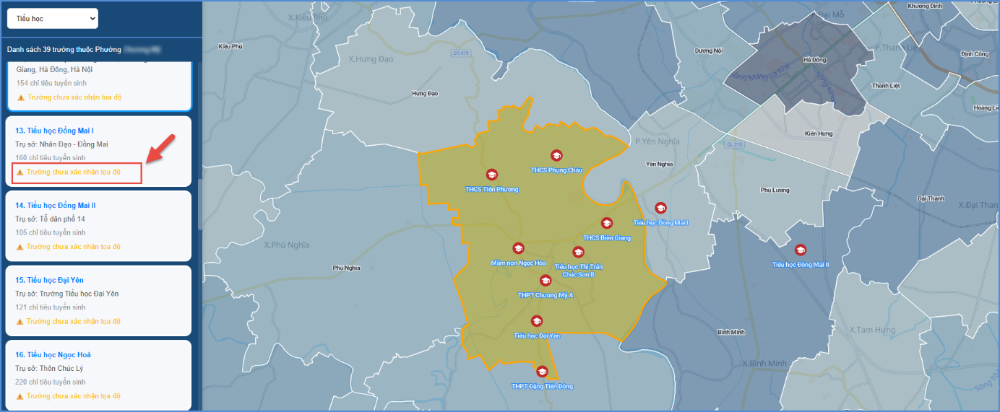 Tiểu học
Danh sách 39 trường thuộc Phường
Giang, Hà Đông, Hà Nội
154 chỉ tiêu tuyển sinh
Trường chưa xác nhận tọa độ
13. Tiểu học Đồng Mai I
Trụ sở: Nhân Đạo - Đồng Mai
160 chỉ tiêu tuyển sinh
Trường chưa xác nhận tọa độ
14. Tiểu học Đồng Mai II
Trụ sở: Tổ dân phố 14
105 chỉ tiêu tuyển sinh
Trường chưa xác nhận tọa độ
15. Tiểu học Đại Yên
Trụ sở: Trường Tiểu học Đại Yên
121 chỉ tiêu tuyển sinh
Trường chưa xác nhận tọa độ
16. Tiểu học Ngọc Hoà
Trụ sở: Thôn Chúc Lý
220 chỉ tiêu tuyển sinh
Trường chưa xác nhận tọa độ
X.Kiều Phú
Kiều Phú
X.Hưng Đạo
ĐT.419
Hưng Đạo
P.Đại Mỗ
Khương Đình
Dương Nội
P.Thanh Liệt
Định Công
Hà Đông
Sông Máng La Khê
Sông Nhuệ
Thanh Liệt
Hoàng Liệt
Kiến Hưng
P.Yên Nghĩa
QL.21B
Yên Nghĩa
THCS Phụng Châu
THCS Tiên Phương
Phú Lương
Đại Thanh
X.Đại Thanh
Tiểu học Đồng Mai I
THCS Biên Giang
X.Phú Nghĩa
Phú Nghĩa
Mầm non Ngọc Hòa
Tiểu học Thị Trấn
Chúc Sơn B
Tiểu học Đồng Mai II
THPT Chương Mỹ A
Tiểu học Đại Yên
Bình Minh
X.Tam Hưng
X.Bình Minh
THPT Đặng Tiến Đông